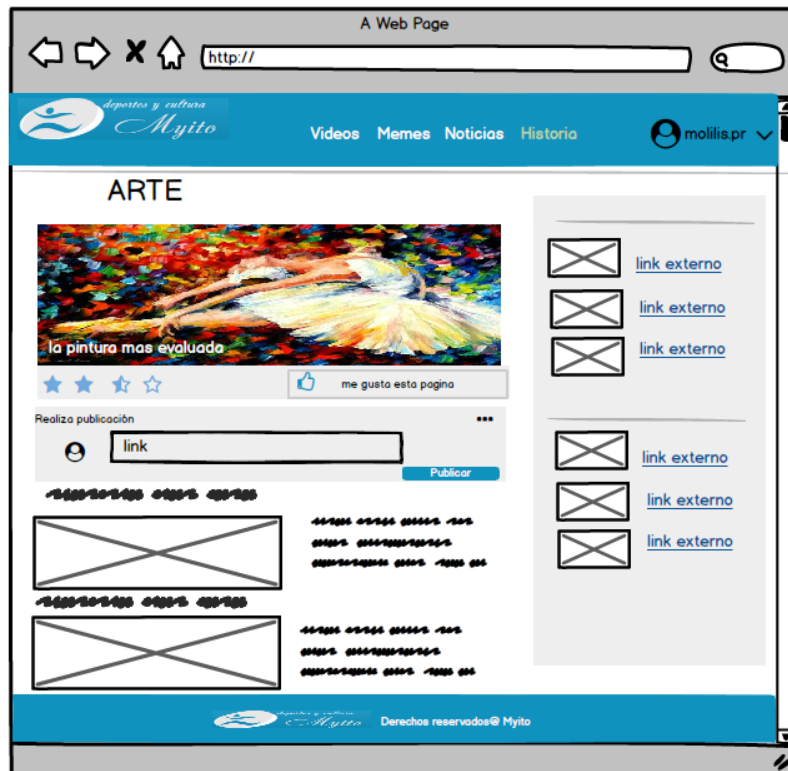 A Web Page
http://
deportes y cultura
Myito
Videos Memes Noticias Historia
molilis.pr
ARTE
la pintura mas evaluada
me gusta esta pagina
Realiza publicación
link
Publicar
link externo
link externo
link externo
link externo
link externo
link externo
deportes y cultura
Myito
Derechos reservados@ Myito